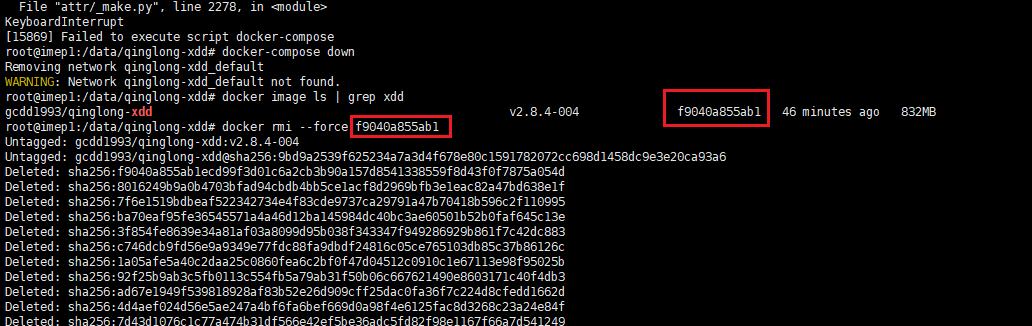 File "attr/_make.py", line 2278, in <module>
KeyboardInterrupt
[15869] Failed to execute script docker-compose
root@imep1:/data/qinglong-xdd# docker-compose down
Removing network qinglong-xdd_default
WARNING: Network qinglong-xdd_default not found.
root@imep1:/data/qinglong-xdd# docker image ls | grep xdd
gcdd1993/qinglong-xdd v2.8.4-004 f9040a855ab1 46 minutes ago 832MB
root@imep1:/data/qinglong-xdd# docker rmi --force f9040a855ab1
Untagged: gcdd1993/qinglong-xdd:v2.8.4-004
Untagged: gcdd1993/qinglong-xdd@sha256:9bd9a2539f625234a7a3d4f678e80c1591782072cc698d1458dc9e3e20ca93a6
Deleted: sha256:f9040a855ab1ecd99f3d01c6a2cb3b90a157d8541338559f8d43f0f7875a054d
Deleted: sha256:8016249b9a0b4703bfad94cbdb4bb5ce1acf8d2969bfb3e1eac82a47bd638e1f
Deleted: sha256:7f6e1519bdbeaf522342734e4f83cde9737ca29791a47b70418b596c2f110995
Deleted: sha256:ba70eaf95fe36545571a4a46d12ba145984dc40bc3ae60501b52b0faf645c13e
Deleted: sha256:3f854fe8639e34a81af03a8099d95b038f343347f949286929b861f7c42dc883
Deleted: sha256:c746dcb9fd56e9a9349e77fdc88fa9dbdf24816c05ce765103db85c37b86126c
Deleted: sha256:1a05afe5a40c2daa25c0860fea6c2bf0f47d04512c0910c1e67113e98f95025b
Deleted: sha256:92f25b9ab3c5fb0113c554fb5a79ab31f50b06c667621490e8603171c40f4db3
Deleted: sha256:ad67e1949f539818928af83b52e26d909cff25dac0fa36f7c224d8cfedd1662d
Deleted: sha256:4d4aef024d56e5ae247a4bf6fa6bef669d0a98f4e6125fac8d3268c23a24e84f
Deleted: sha256:7d43d1076c1c77a474b31df566e42ef5be36adc5fd82f98e1167f66a7d541249